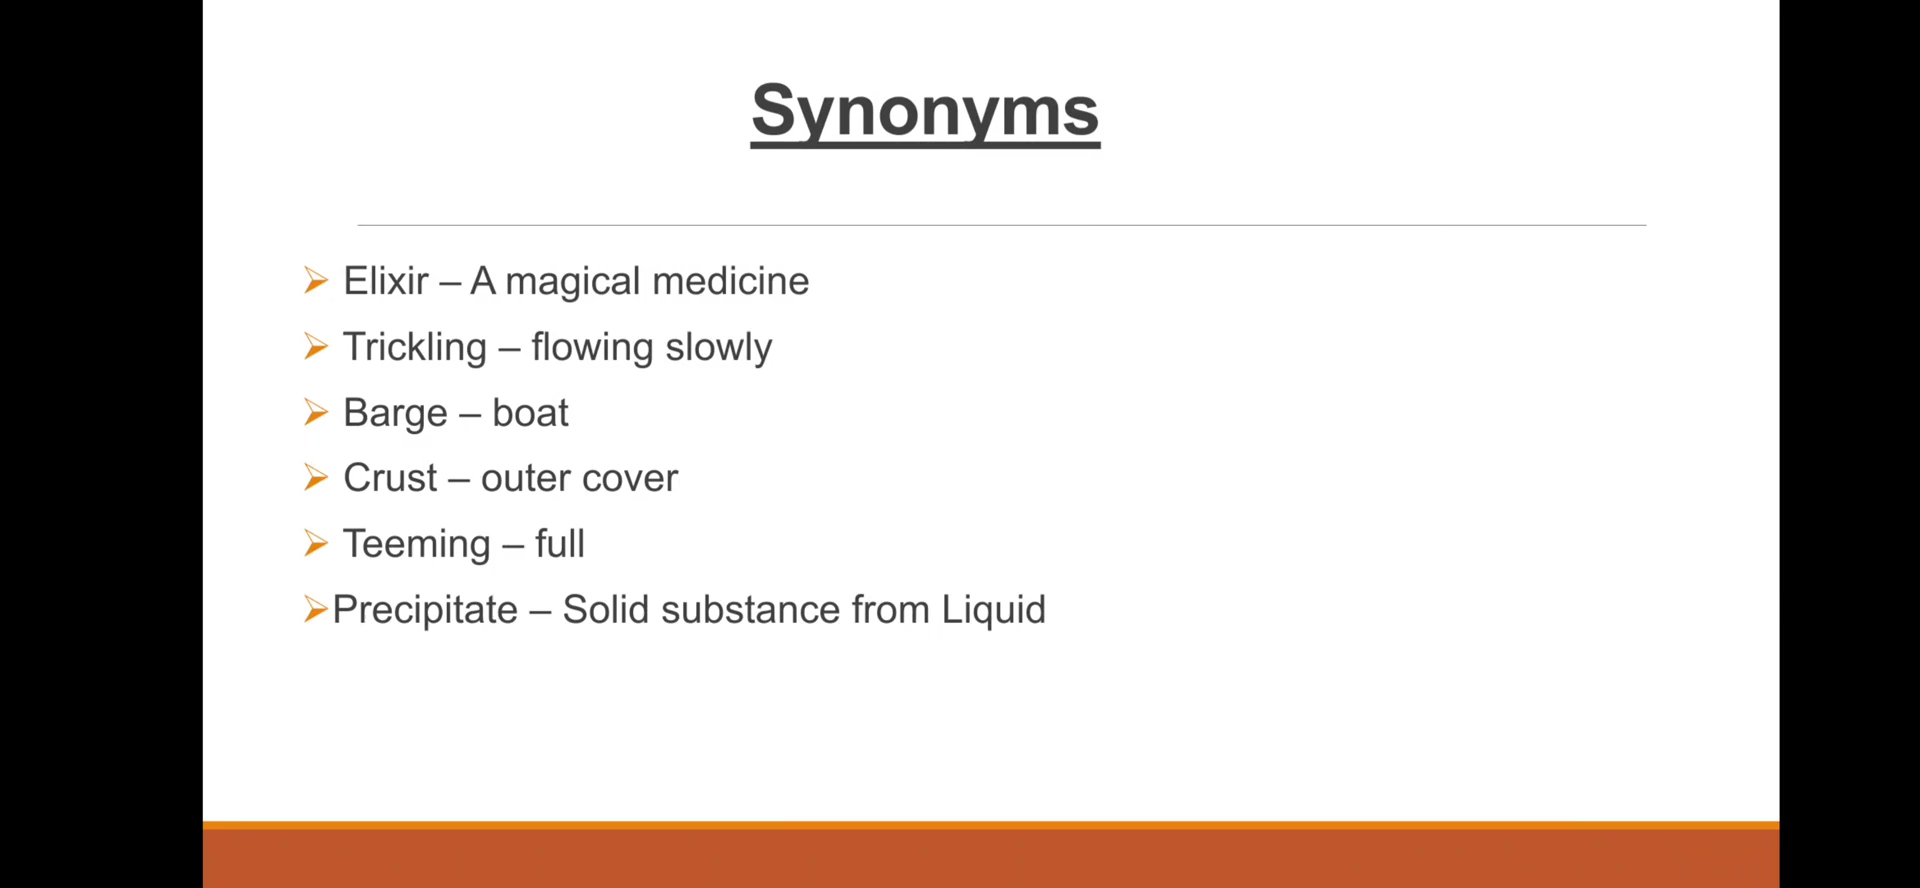 Synonyms
Elixir – A magical medicine
Trickling – flowing slowly
Barge – boat
Crust – outer cover
Teeming – full
Precipitate – Solid substance from Liquid